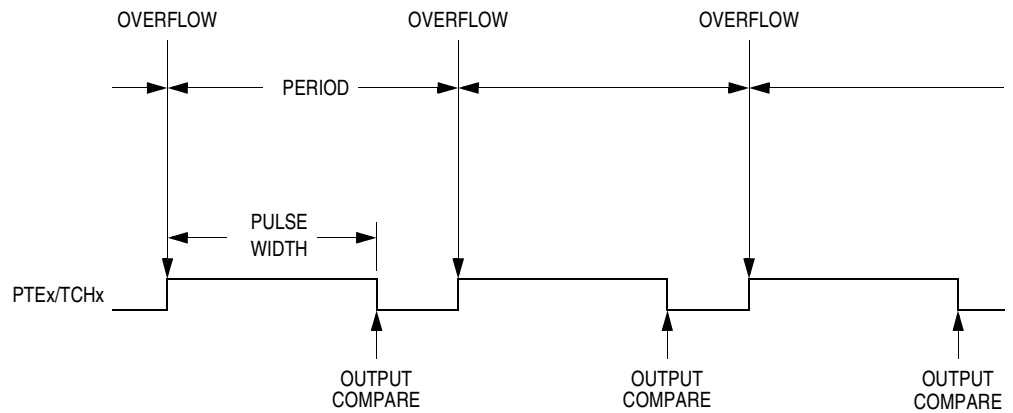 OVERFLOW
OVERFLOW
OVERFLOW
PERIOD
PULSE
WIDTH
PTEx/TCHx
OUTPUT
COMPARE
OUTPUT
COMPARE
OUTPUT
COMPARE